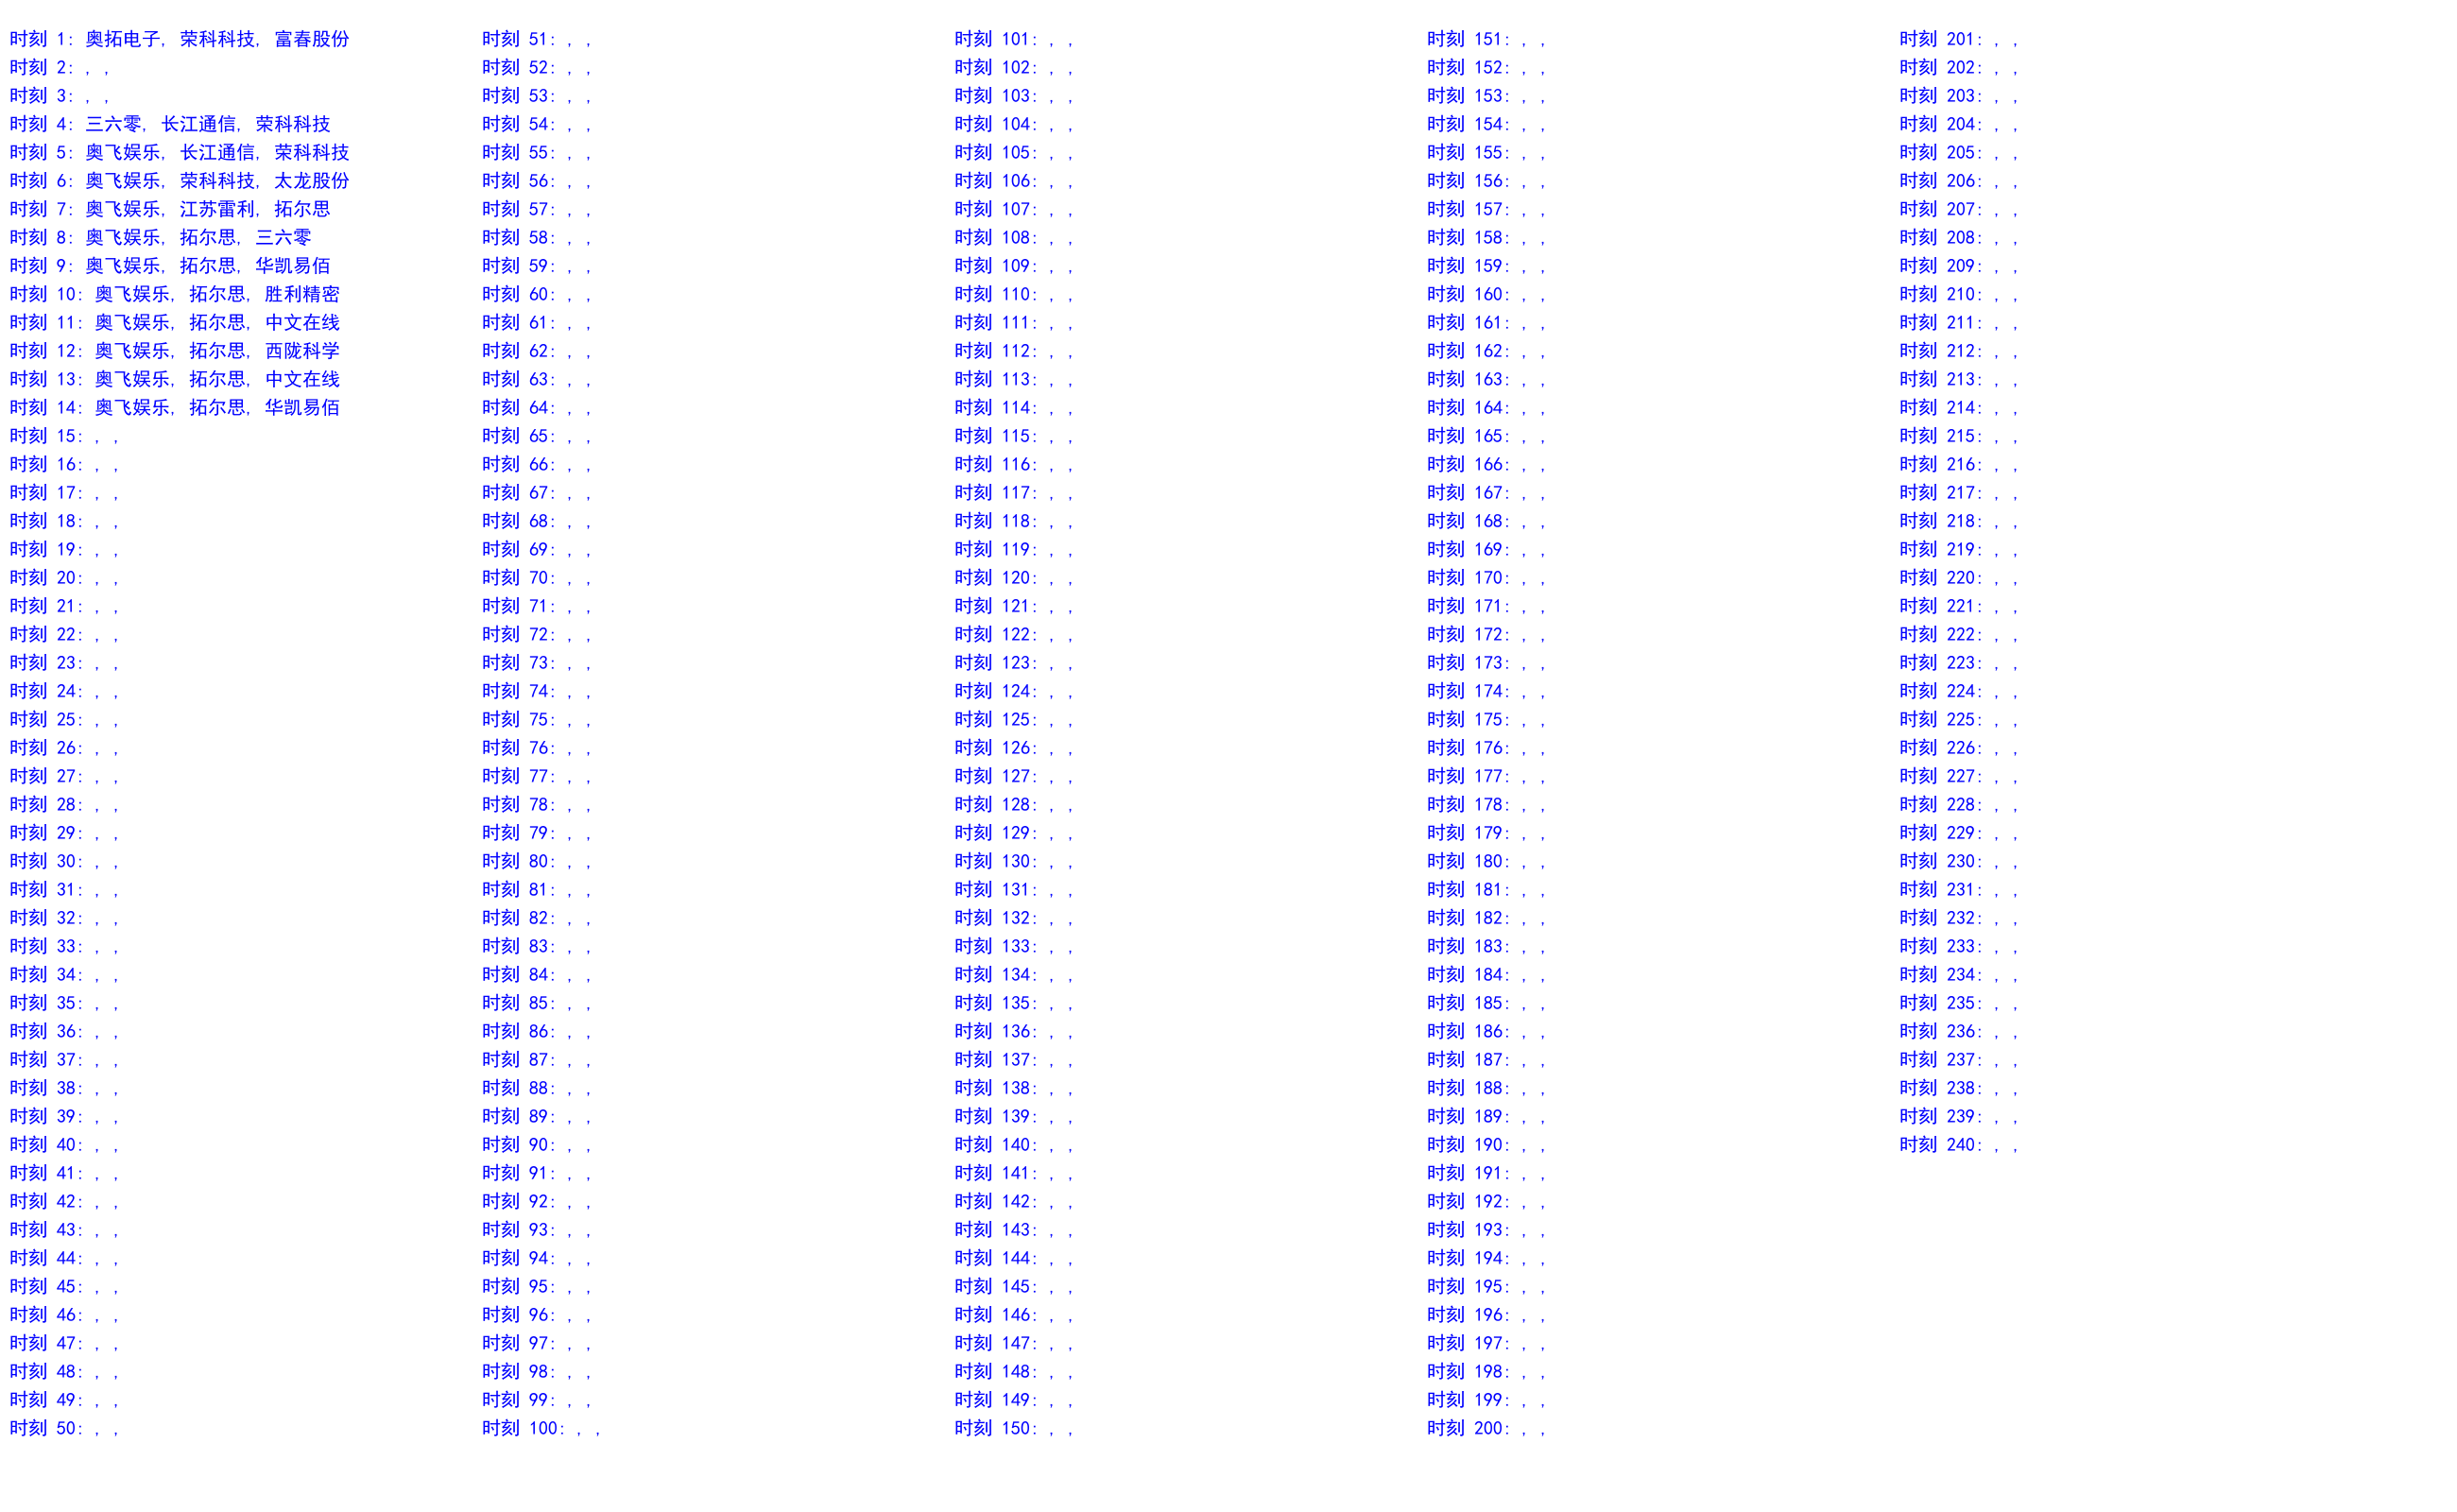 时刻 1: 奥拓电子, 荣科科技, 富春股份
时刻 2: , ,
时刻 3: , ,
时刻 4: 三六零, 长江通信, 荣科科技
时刻 5: 奥飞娱乐, 长江通信, 荣科科技
时刻 6: 奥飞娱乐, 荣科科技, 太龙股份
时刻 7: 奥飞娱乐, 江苏雷利, 拓尔思
时刻 8: 奥飞娱乐, 拓尔思, 三六零
时刻 9: 奥飞娱乐, 拓尔思, 华凯易佰
时刻 10: 奥飞娱乐, 拓尔思, 胜利精密
时刻 11: 奥飞娱乐, 拓尔思, 中文在线
时刻 12: 奥飞娱乐, 拓尔思, 西陇科学
时刻 13: 奥飞娱乐, 拓尔思, 中文在线
时刻 14: 奥飞娱乐, 拓尔思, 华凯易佰
时刻 15: , ,
时刻 16: , ,
时刻 17: , ,
时刻 18: , ,
时刻 19: , ,
时刻 20: , ,
时刻 21: , ,
时刻 22: , ,
时刻 23: , ,
时刻 24: , ,
时刻 25: , ,
时刻 26: , ,
时刻 27: , ,
时刻 28: , ,
时刻 29: , ,
时刻 30: , ,
时刻 31: , ,
时刻 32: , ,
时刻 33: , ,
时刻 34: , ,
时刻 35: , ,
时刻 36: , ,
时刻 37: , ,
时刻 38: , ,
时刻 39: , ,
时刻 40: , ,
时刻 41: , ,
时刻 42: , ,
时刻 43: , ,
时刻 44: , ,
时刻 45: , ,
时刻 46: , ,
时刻 47: , ,
时刻 48: , ,
时刻 49: , ,
时刻 50: , ,
时刻 51: , ,
时刻 52: , ,
时刻 53: , ,
时刻 54: , ,
时刻 55: , ,
时刻 56: , ,
时刻 57: , ,
时刻 58: , ,
时刻 59: , ,
时刻 60: , ,
时刻 61: , ,
时刻 62: , ,
时刻 63: , ,
时刻 64: , ,
时刻 65: , ,
时刻 66: , ,
时刻 67: , ,
时刻 68: , ,
时刻 69: , ,
时刻 70: , ,
时刻 71: , ,
时刻 72: , ,
时刻 73: , ,
时刻 74: , ,
时刻 75: , ,
时刻 76: , ,
时刻 77: , ,
时刻 78: , ,
时刻 79: , ,
时刻 80: , ,
时刻 81: , ,
时刻 82: , ,
时刻 83: , ,
时刻 84: , ,
时刻 85: , ,
时刻 86: , ,
时刻 87: , ,
时刻 88: , ,
时刻 89: , ,
时刻 90: , ,
时刻 91: , ,
时刻 92: , ,
时刻 93: , ,
时刻 94: , ,
时刻 95: , ,
时刻 96: , ,
时刻 97: , ,
时刻 98: , ,
时刻 99: , ,
时刻 100: , ,
时刻 101: , ,
时刻 102: , ,
时刻 103: , ,
时刻 104: , ,
时刻 105: , ,
时刻 106: , ,
时刻 107: , ,
时刻 108: , ,
时刻 109: , ,
时刻 110: , ,
时刻 111: , ,
时刻 112: , ,
时刻 113: , ,
时刻 114: , ,
时刻 115: , ,
时刻 116: , ,
时刻 117: , ,
时刻 118: , ,
时刻 119: , ,
时刻 120: , ,
时刻 121: , ,
时刻 122: , ,
时刻 123: , ,
时刻 124: , ,
时刻 125: , ,
时刻 126: , ,
时刻 127: , ,
时刻 128: , ,
时刻 129: , ,
时刻 130: , ,
时刻 131: , ,
时刻 132: , ,
时刻 133: , ,
时刻 134: , ,
时刻 135: , ,
时刻 136: , ,
时刻 137: , ,
时刻 138: , ,
时刻 139: , ,
时刻 140: , ,
时刻 141: , ,
时刻 142: , ,
时刻 143: , ,
时刻 144: , ,
时刻 145: , ,
时刻 146: , ,
时刻 147: , ,
时刻 148: , ,
时刻 149: , ,
时刻 150: , ,
时刻 151: , ,
时刻 152: , ,
时刻 153: , ,
时刻 154: , ,
时刻 155: , ,
时刻 156: , ,
时刻 157: , ,
时刻 158: , ,
时刻 159: , ,
时刻 160: , ,
时刻 161: , ,
时刻 162: , ,
时刻 163: , ,
时刻 164: , ,
时刻 165: , ,
时刻 166: , ,
时刻 167: , ,
时刻 168: , ,
时刻 169: , ,
时刻 170: , ,
时刻 171: , ,
时刻 172: , ,
时刻 173: , ,
时刻 174: , ,
时刻 175: , ,
时刻 176: , ,
时刻 177: , ,
时刻 178: , ,
时刻 179: , ,
时刻 180: , ,
时刻 181: , ,
时刻 182: , ,
时刻 183: , ,
时刻 184: , ,
时刻 185: , ,
时刻 186: , ,
时刻 187: , ,
时刻 188: , ,
时刻 189: , ,
时刻 190: , ,
时刻 191: , ,
时刻 192: , ,
时刻 193: , ,
时刻 194: , ,
时刻 195: , ,
时刻 196: , ,
时刻 197: , ,
时刻 198: , ,
时刻 199: , ,
时刻 200: , ,
时刻 201: , ,
时刻 202: , ,
时刻 203: , ,
时刻 204: , ,
时刻 205: , ,
时刻 206: , ,
时刻 207: , ,
时刻 208: , ,
时刻 209: , ,
时刻 210: , ,
时刻 211: , ,
时刻 212: , ,
时刻 213: , ,
时刻 214: , ,
时刻 215: , ,
时刻 216: , ,
时刻 217: , ,
时刻 218: , ,
时刻 219: , ,
时刻 220: , ,
时刻 221: , ,
时刻 222: , ,
时刻 223: , ,
时刻 224: , ,
时刻 225: , ,
时刻 226: , ,
时刻 227: , ,
时刻 228: , ,
时刻 229: , ,
时刻 230: , ,
时刻 231: , ,
时刻 232: , ,
时刻 233: , ,
时刻 234: , ,
时刻 235: , ,
时刻 236: , ,
时刻 237: , ,
时刻 238: , ,
时刻 239: , ,
时刻 240: , ,